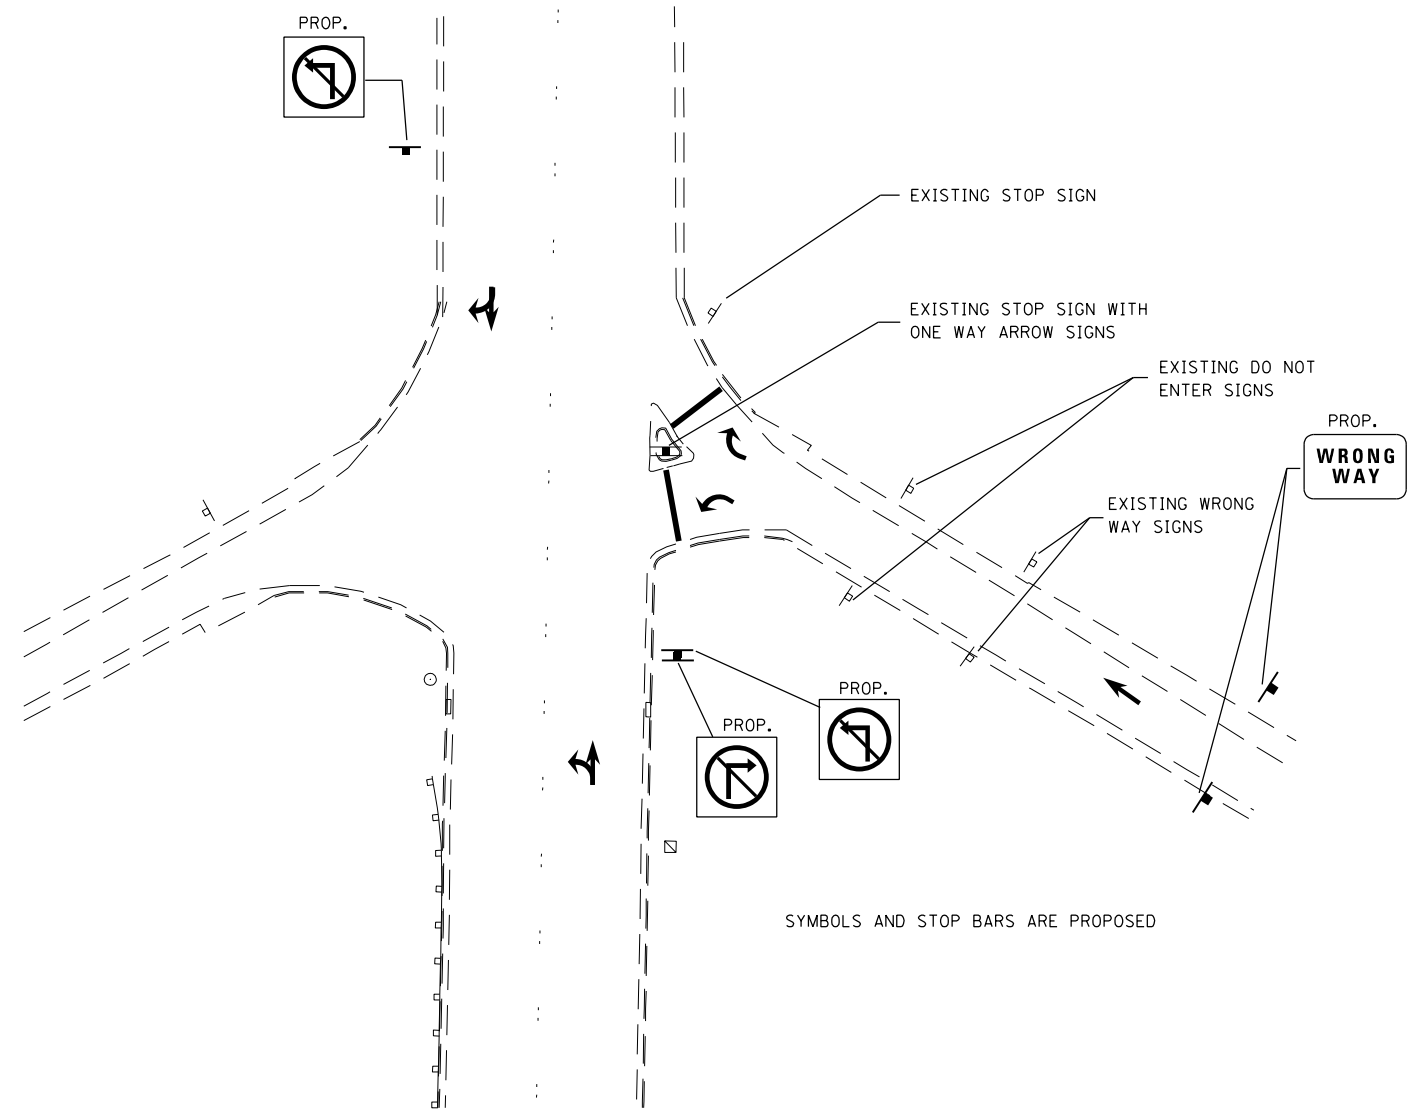 PROP.
EXISTING STOP SIGN
EXISTING STOP SIGN WITH
ONE WAY ARROW SIGNS
EXISTING DO NOT
ENTER SIGNS
PROP.
WRONG
WAY
EXISTING WRONG
WAY SIGNS
PROP.
PROP.
SYMBOLS AND STOP BARS ARE PROPOSED